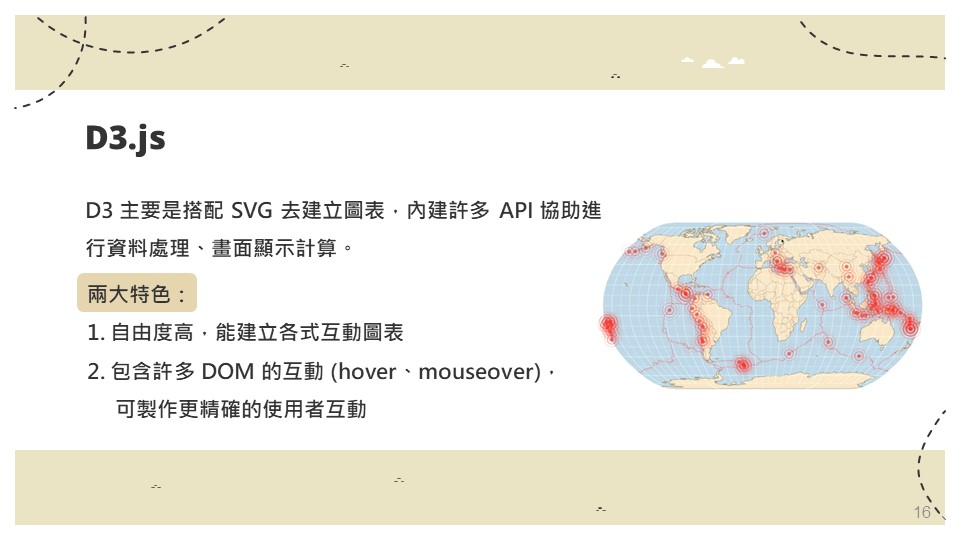 D3.js
D3 主要是搭配 SVG 去建立圖表，內建許多 API 協助進
行資料處理、畫面顯示計算。
兩大特色：
1. 自由度高，能建立各式互動圖表
2. 包含許多 DOM 的互動 (hover、mouseover)，
可製作更精確的使用者互動
16